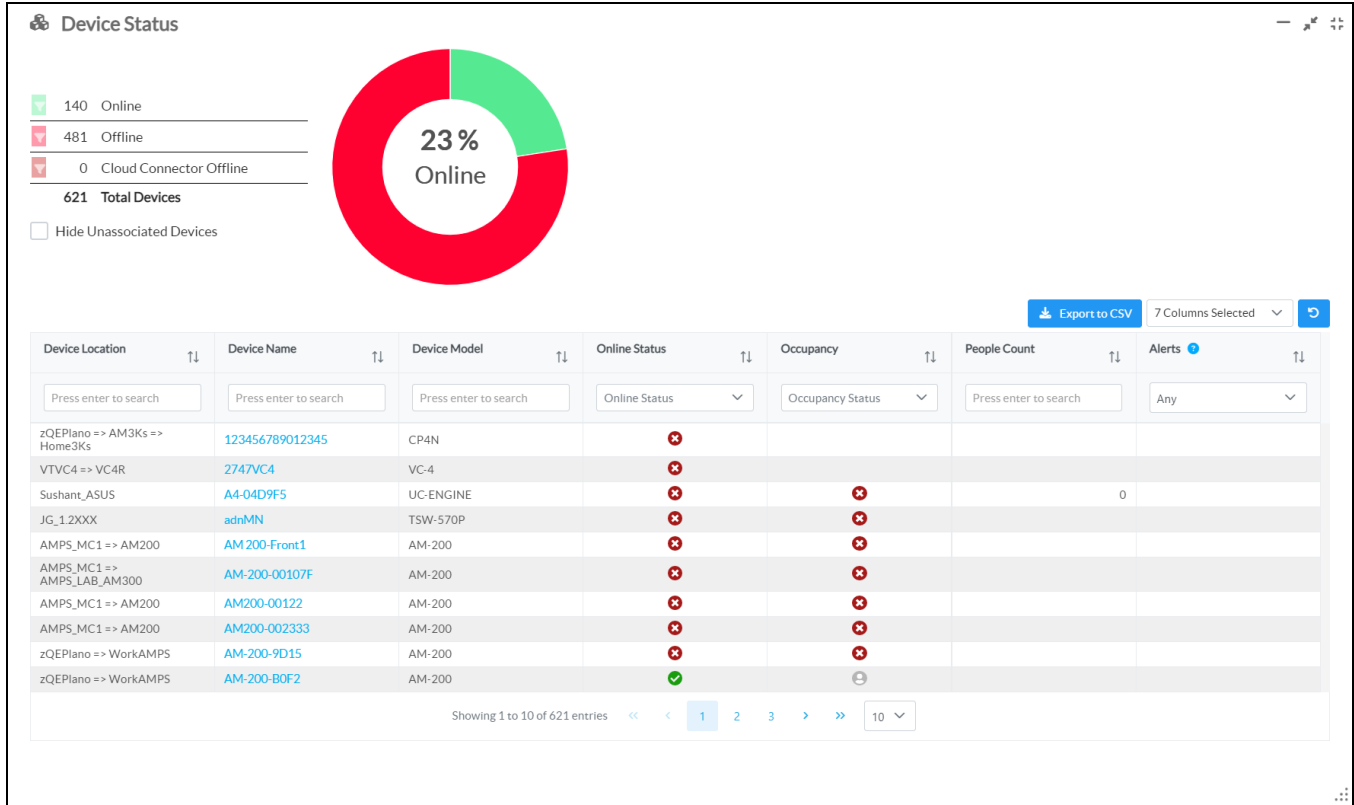 Device Status
140 Online
481 Offline
0 Cloud Connector Offline
621 Total Devices
Hide Unassociated Devices
23%
Online
Export to CSV 7 Columns Selected
Device Location Device Name Device Model Online Status Occupancy People Count Alerts ?
Press enter to search Press enter to search Press enter to search Online Status Occupancy Status Press enter to search Any
zQEPlano => AM3Ks =>
Home3Ks 123456789012345 CP4N
VTVC4 => VC4R 2747VC4 VC-4
Sushant_ASUS A4-04D9F5 UC-ENGINE 0
JG_1.2XXX adnMN TSW-570P
AMPS_MC1 => AM200 AM 200-Front1 AM-200
AMPS_MC1 =>
AMPS_LAB_AM300 AM-200-00107F AM-200
AMPS_MC1 => AM200 AM200-00122 AM-200
AMPS_MC1 => AM200 AM200-002333 AM-200
zQEPlano => WorkAMPS AM-200-9D15 AM-200
zQEPlano => WorkAMPS AM-200-B0F2 AM-200
Showing 1 to 10 of 621 entries « ‹ 1 2 3 › » 10